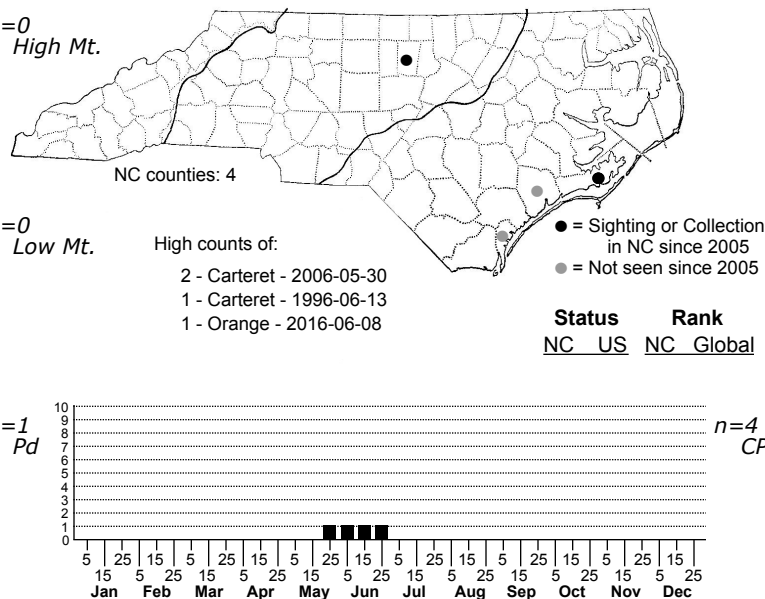 =0
High Mt.
NC counties: 4
=0
Low Mt.
High counts of:
2 - Carteret - 2006-05-30
1 - Carteret - 1996-06-13
1 - Orange - 2016-06-08
● = Sighting or Collection
in NC since 2005
● = Not seen since 2005
Status Rank
NC US NC Global
=1
Pd
n=4
CP
10
9
8
7
6
5
4
3
2
1
0
5 25 15 5 25 15 5 25 15 5 25 15 5 25 15 5 25 15
15 5 25 15 5 25 15 5 25 15 5 25 15 5 25 15 5 25
Jan Feb Mar Apr May Jun Jul Aug Sep Oct Nov Dec